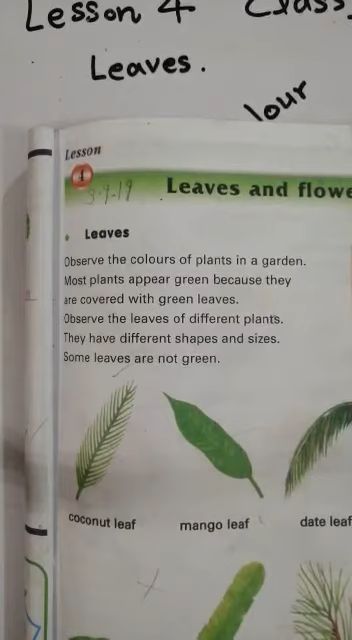 Lesson 4 Class
Leaves.
lour
Lesson
4
Leaves and flowe
Leaves
Observe the colours of plants in a garden.
Most plants appear green because they
are covered with green leaves.
Observe the leaves of different plants.
They have different shapes and sizes.
Some leaves are not green.
coconut leaf
mango leaf
date leaf